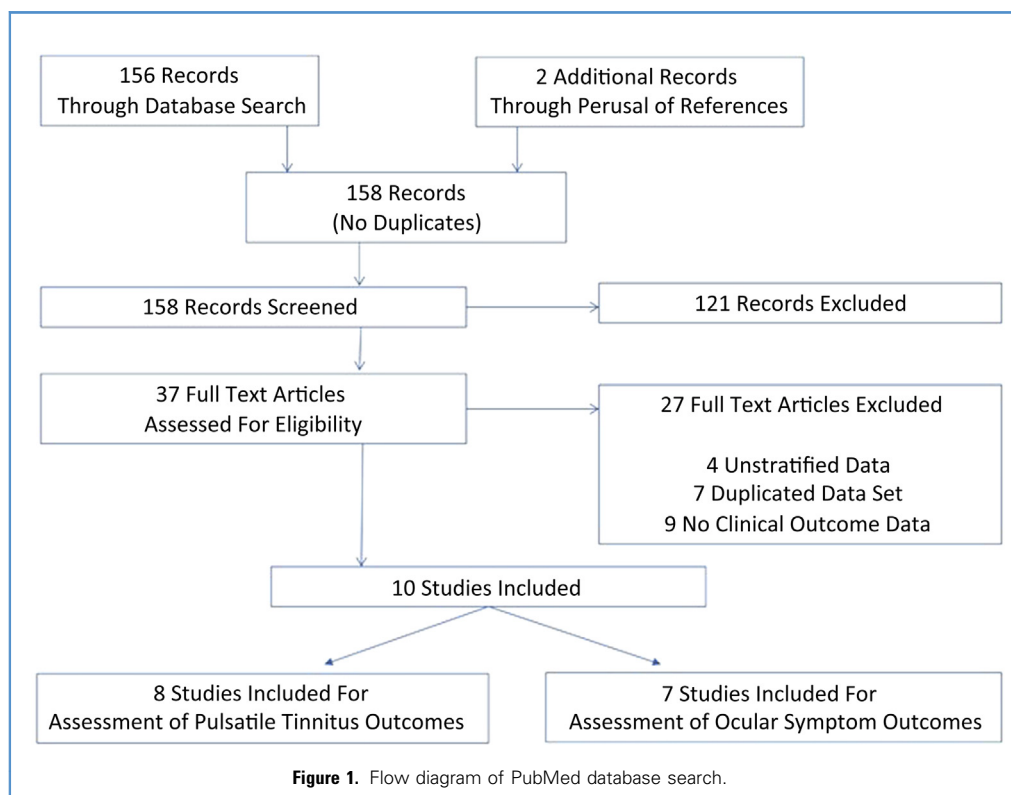 156 Records
Through Database Search
2 Additional Records
Through Perusal of References
158 Records
(No Duplicates)
158 Records Screened
121 Records Excluded
37 Full Text Articles
Assessed For Eligibility
27 Full Text Articles Excluded
4 Unstratified Data
7 Duplicated Data Set
9 No Clinical Outcome Data
10 Studies Included
8 Studies Included For
Assessment of Pulsatile Tinnitus Outcomes
7 Studies Included For
Assessment of Ocular Symptom Outcomes
Figure 1. Flow diagram of PubMed database search.